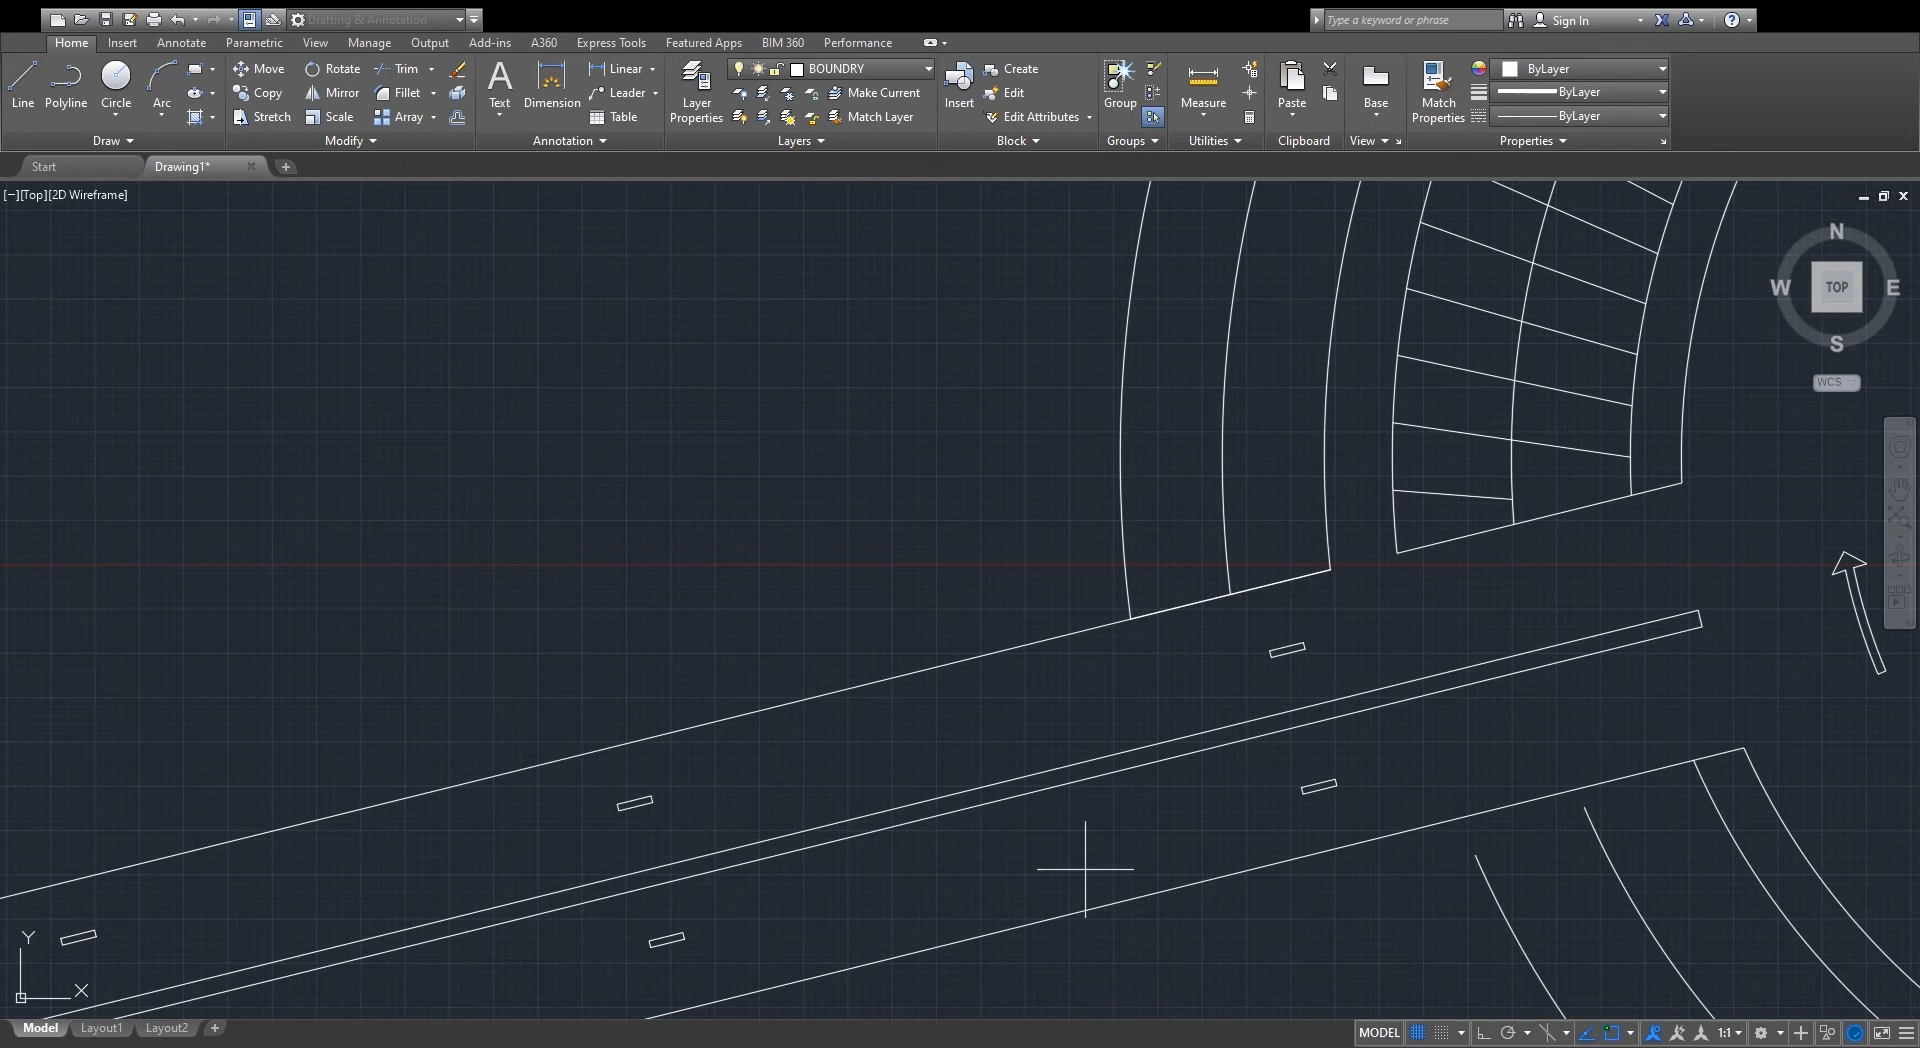 Drafting & Annotation
Type a keyword or phrase
Sign In
Home Insert Annotate Parametric View Manage Output Add-ins A360 Express Tools Featured Apps BIM 360 Performance
Line Polyline Circle Arc
Move Rotate Trim
Copy Mirror Fillet
Stretch Scale Array
Text Dimension
Linear
Leader
Table
Layer Properties
BOUNDRY
Make Current
Match Layer
Insert
Create
Edit
Edit Attributes
Group
Measure
Paste
Base
Match Properties
ByLayer
ByLayer
ByLayer
Draw Modify Annotation Layers Block Groups Utilities Clipboard View Properties
Start Drawing1*
[−][Top][2D Wireframe]
N
W TOP E
S
WCS
Y
X
Model Layout1 Layout2
MODEL 1:1